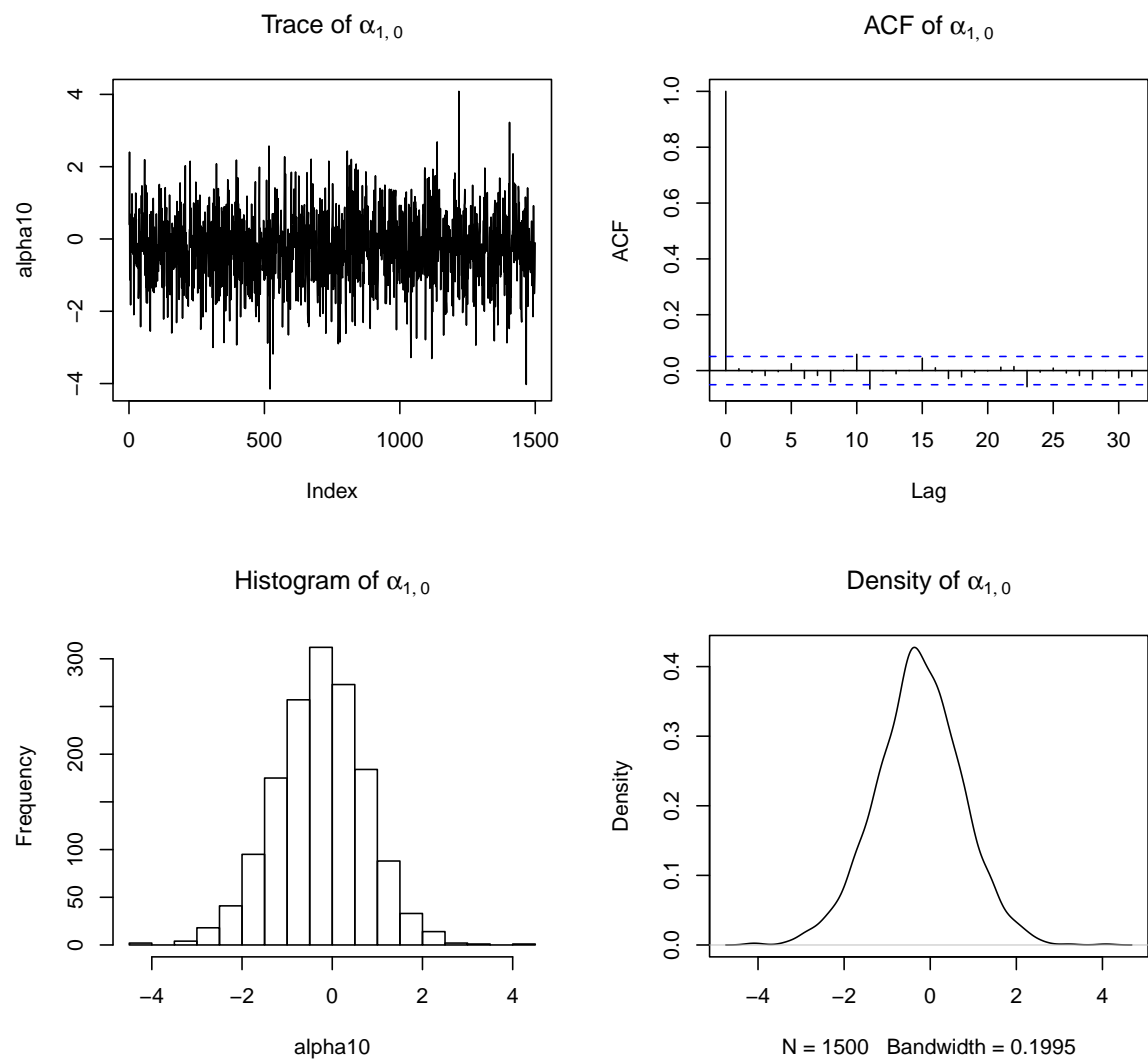 Trace of α1, 0
alpha10
4
2
0
−2
−4
0 500 1000 1500
Index
ACF of α1, 0
ACF
1.0
0.8
0.6
0.4
0.2
0.0
0 5 10 15 20 25 30
Lag
Histogram of α1, 0
Frequency
300
200
100
50
0
−4 −2 0 2 4
alpha10
Density of α1, 0
Density
0.4
0.3
0.2
0.1
0.0
−4 −2 0 2 4
N = 1500 Bandwidth = 0.1995